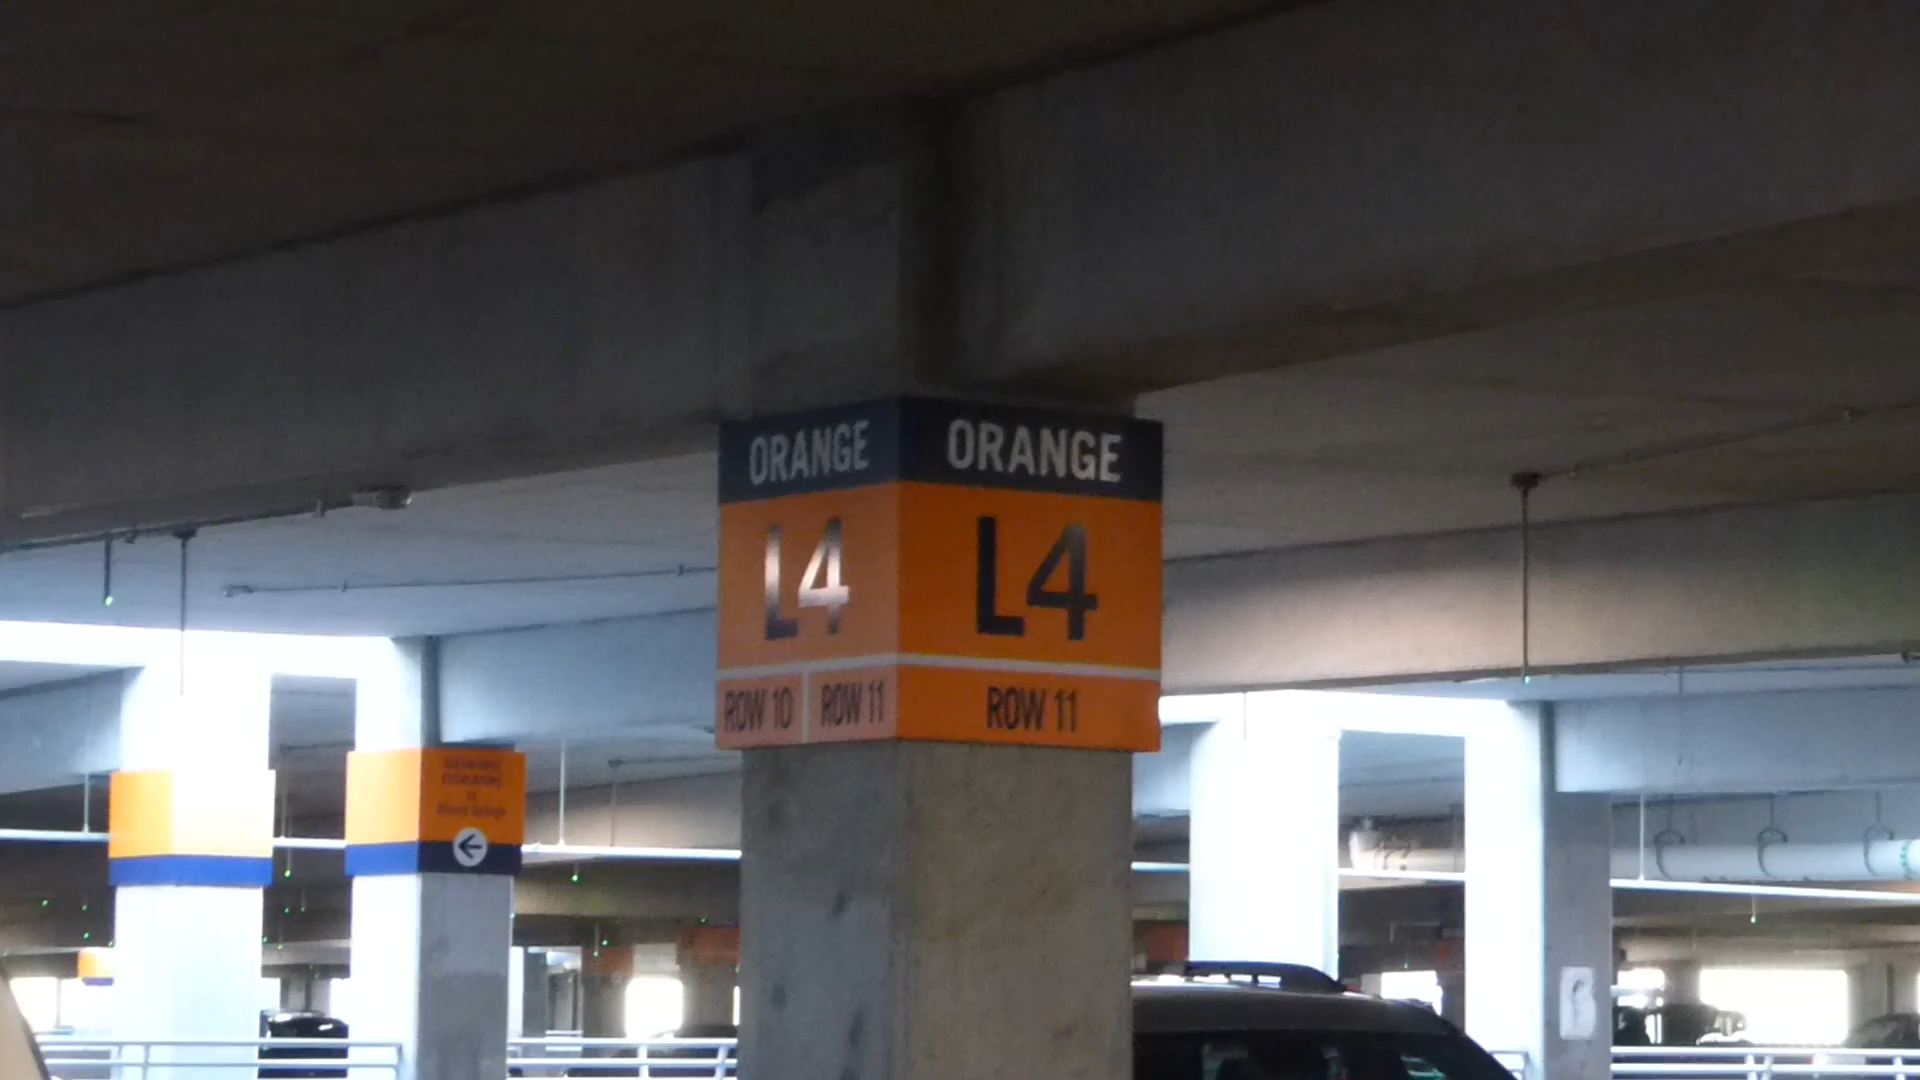 ORANGE
L4
ROW 10 ROW 11
ORANGE
L4
ROW 11